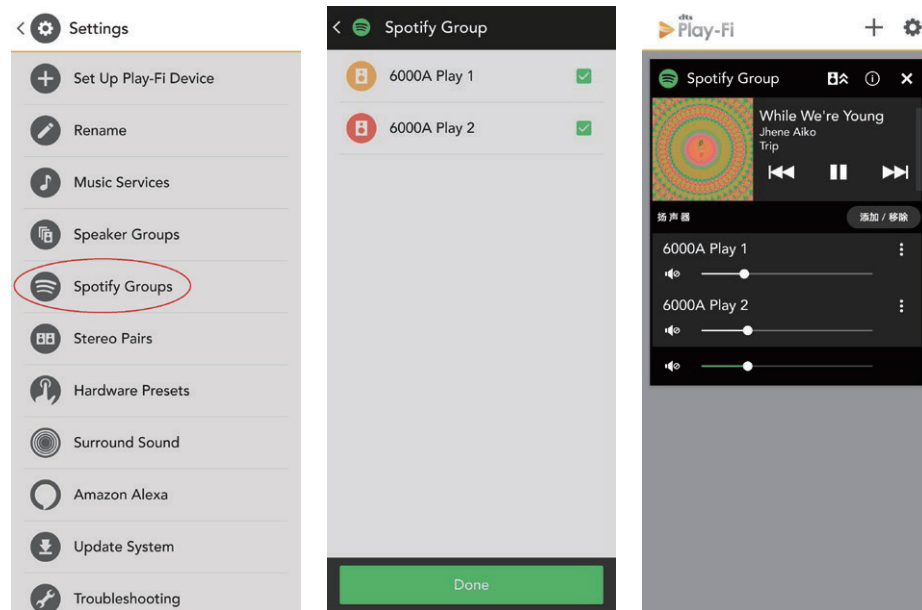 Settings
Set Up Play-Fi Device
Rename
Music Services
Speaker Groups
Spotify Groups
Stereo Pairs
Hardware Presets
Surround Sound
Amazon Alexa
Update System
Troubleshooting
Spotify Group
6000A Play 1
6000A Play 2
Done
dts
Play-Fi
Spotify Group
While We're Young
Jhene Aiko
Trip
扬声器
添加 / 移除
6000A Play 1
6000A Play 2